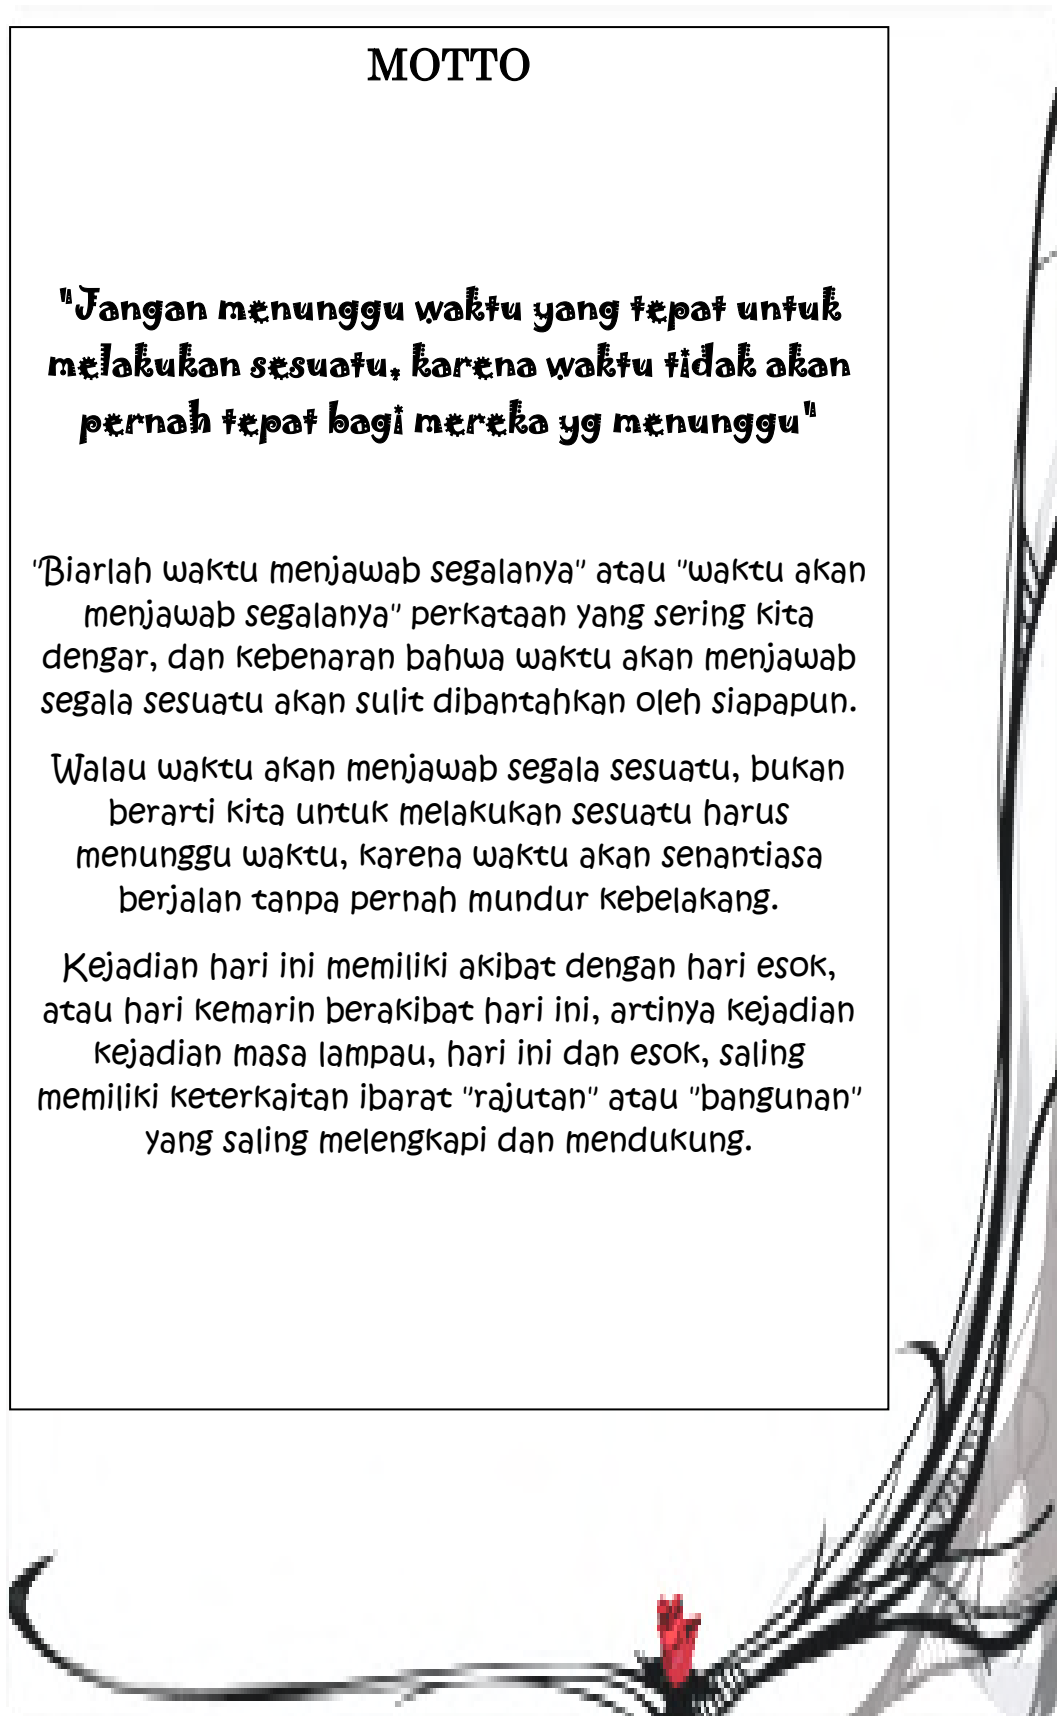 MOTTO
"Jangan menunggu waktu yang tepat untuk
melakukan sesuatu, karena waktu tidak akan
pernah tepat bagi mereka yg menunggu"
"Biarlah waktu menjawab segalanya" atau "waktu akan
menjawab segalanya" perkataan yang sering kita
dengar, dan kebenaran bahwa waktu akan menjawab
segala sesuatu akan sulit dibantahkan oleh siapapun.
Walau waktu akan menjawab segala sesuatu, bukan
berarti kita untuk melakukan sesuatu harus
menunggu waktu, karena waktu akan senantiasa
berjalan tanpa pernah mundur kebelakang.
Kejadian hari ini memiliki akibat dengan hari esok,
atau hari kemarin berakibat hari ini, artinya kejadian
kejadian masa lampau, hari ini dan esok, saling
memiliki keterkaitan ibarat "rajutan" atau "bangunan"
yang saling melengkapi dan mendukung.